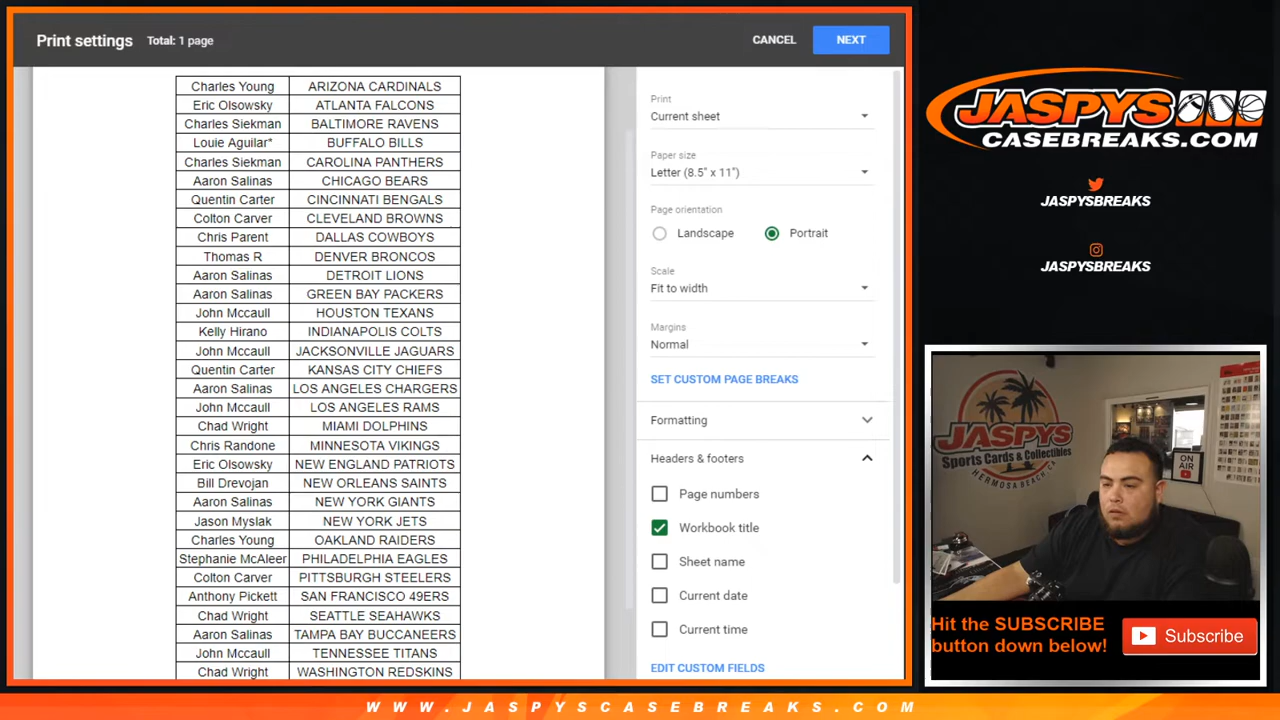 Print settings Total: 1 page CANCEL NEXT
Charles Young ARIZONA CARDINALS
Eric Olsowsky ATLANTA FALCONS
Charles Siekman BALTIMORE RAVENS
Louie Aguilar* BUFFALO BILLS
Charles Siekman CAROLINA PANTHERS
Aaron Salinas CHICAGO BEARS
Quentin Carter CINCINNATI BENGALS
Colton Carver CLEVELAND BROWNS
Chris Parent DALLAS COWBOYS
Thomas R DENVER BRONCOS
Aaron Salinas DETROIT LIONS
Aaron Salinas GREEN BAY PACKERS
John Mccaull HOUSTON TEXANS
Kelly Hirano INDIANAPOLIS COLTS
John Mccaull JACKSONVILLE JAGUARS
Quentin Carter KANSAS CITY CHIEFS
Aaron Salinas LOS ANGELES CHARGERS
John Mccaull LOS ANGELES RAMS
Chad Wright MIAMI DOLPHINS
Chris Randone MINNESOTA VIKINGS
Eric Olsowsky NEW ENGLAND PATRIOTS
Bill Drevojan NEW ORLEANS SAINTS
Aaron Salinas NEW YORK GIANTS
Jason Myslak NEW YORK JETS
Charles Young OAKLAND RAIDERS
Stephanie McAleer PHILADELPHIA EAGLES
Colton Carver PITTSBURGH STEELERS
Anthony Pickett SAN FRANCISCO 49ERS
Chad Wright SEATTLE SEAHAWKS
Aaron Salinas TAMPA BAY BUCCANEERS
John Mccaull TENNESSEE TITANS
Chad Wright WASHINGTON REDSKINS
Print
Current sheet
Paper size
Letter (8.5" x 11")
Page orientation
Landscape Portrait
Scale
Fit to width
Margins
Normal
SET CUSTOM PAGE BREAKS
Formatting
Headers & footers
Page numbers
Workbook title
Sheet name
Current date
Current time
EDIT CUSTOM FIELDS
JASPYS
CASEBREAKS.COM
JASPYSBREAKS
JASPYSBREAKS
JASPYS
Sports Cards & Collectibles
HERMOSA BEACH, CA
ON
AIR
Hit the SUBSCRIBE
button down below!
Subscribe
WWW.JASPYSCASEBREAKS.COM